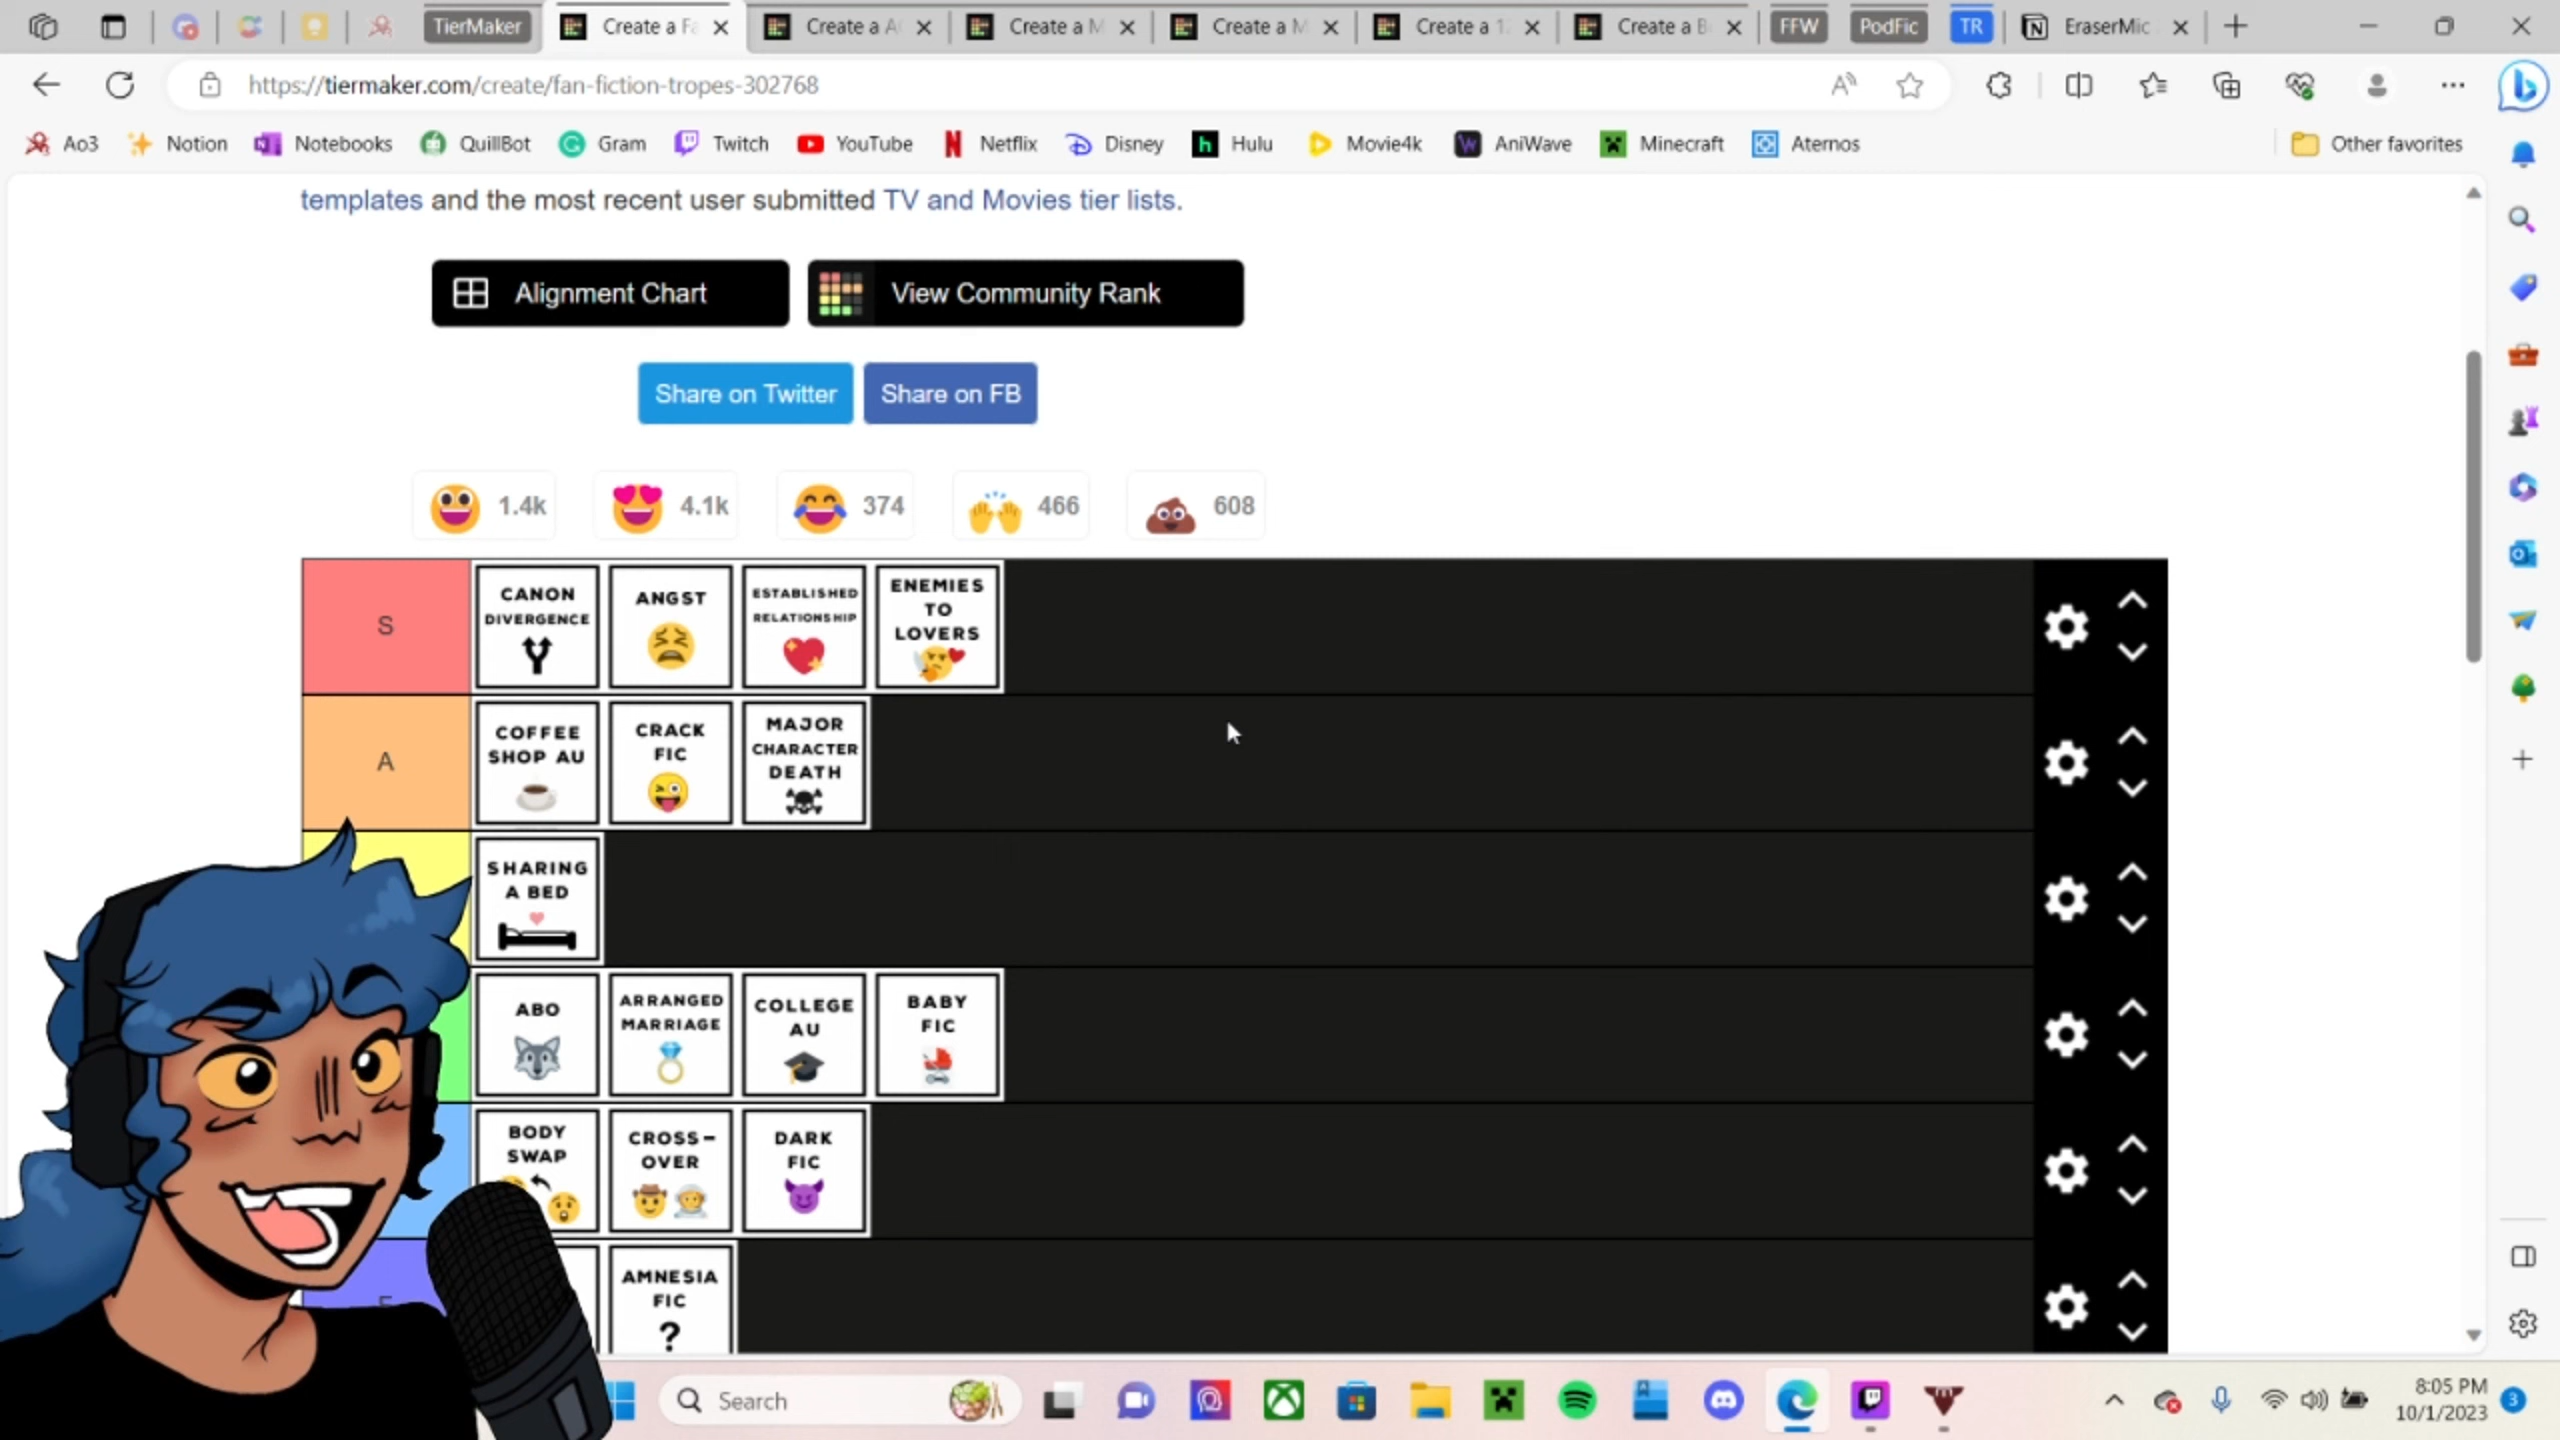 TierMaker
Create a Fa
Create a A
Create a M
Create a M
Create a 1
Create a B
FFW
PodFic
TR
EraserMic
https://tiermaker.com/create/fan-fiction-tropes-302768
Ao3
Notion
Notebooks
QuillBot
Gram
Twitch
YouTube
Netflix
Disney
Hulu
Movie4k
AniWave
Minecraft
Aternos
Other favorites
templates and the most recent user submitted TV and Movies tier lists.
Alignment Chart
View Community Rank
Share on Twitter
Share on FB
1.4k
4.1k
374
466
608
S
CANON
DIVERGENCE
ANGST
ESTABLISHED
RELATIONSHIP
ENEMIES
TO
LOVERS
A
COFFEE
SHOP AU
CRACK
FIC
MAJOR
CHARACTER
DEATH
SHARING
A BED
ABO
ARRANGED
MARRIAGE
COLLEGE
AU
BABY
FIC
BODY
SWAP
CROSS-
OVER
DARK
FIC
AMNESIA
FIC
?
Search
8:05 PM
10/1/2023
3